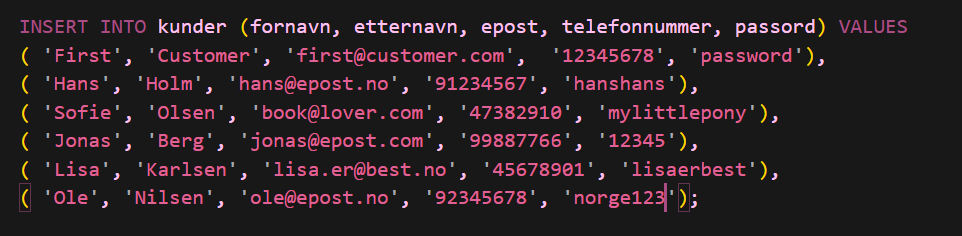 INSERT INTO kunder (fornavn, etternavn, epost, telefonnummer, passord) VALUES
( 'First', 'Customer', 'first@customer.com',  '12345678', 'password'),
( 'Hans', 'Holm', 'hans@epost.no', '91234567', 'hanshans'),
( 'Sofie', 'Olsen', 'book@lover.com', '47382910', 'mylittlepony'),
( 'Jonas', 'Berg', 'jonas@epost.com', '99887766', '12345'),
( 'Lisa', 'Karlsen', 'lisa.er@best.no', '45678901', 'lisaerbest'),
( 'Ole', 'Nilsen', 'ole@epost.no', '92345678', 'norge123');